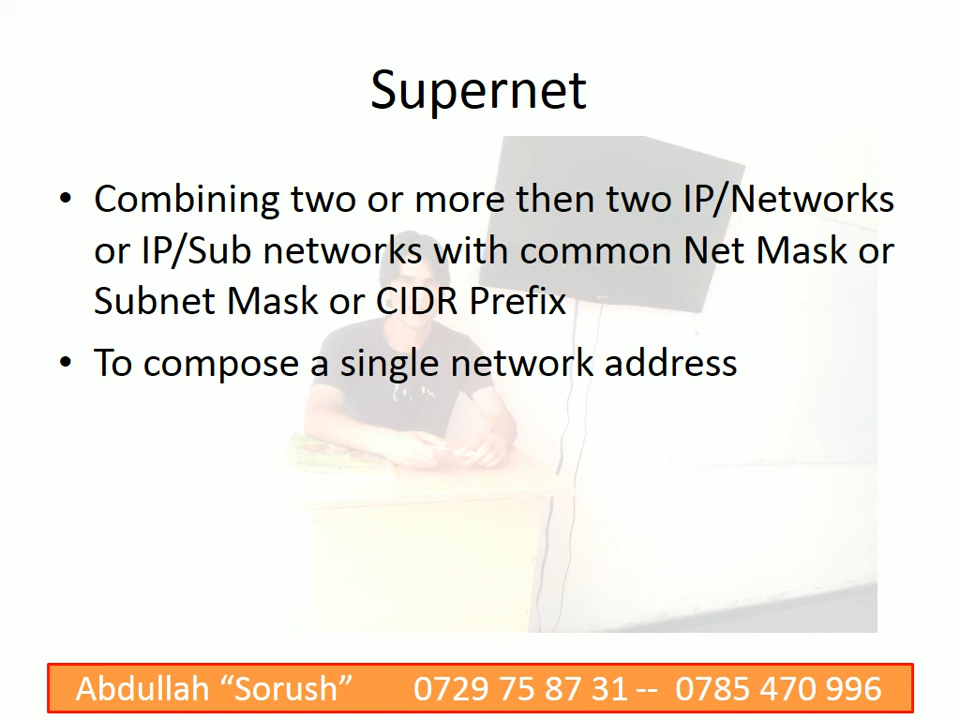 Supernet
• Combining two or more then two IP/Networks
or IP/Sub networks with common Net Mask or
Subnet Mask or CIDR Prefix
• To compose a single network address
Abdullah “Sorush” 0729 75 87 31 -- 0785 470 996